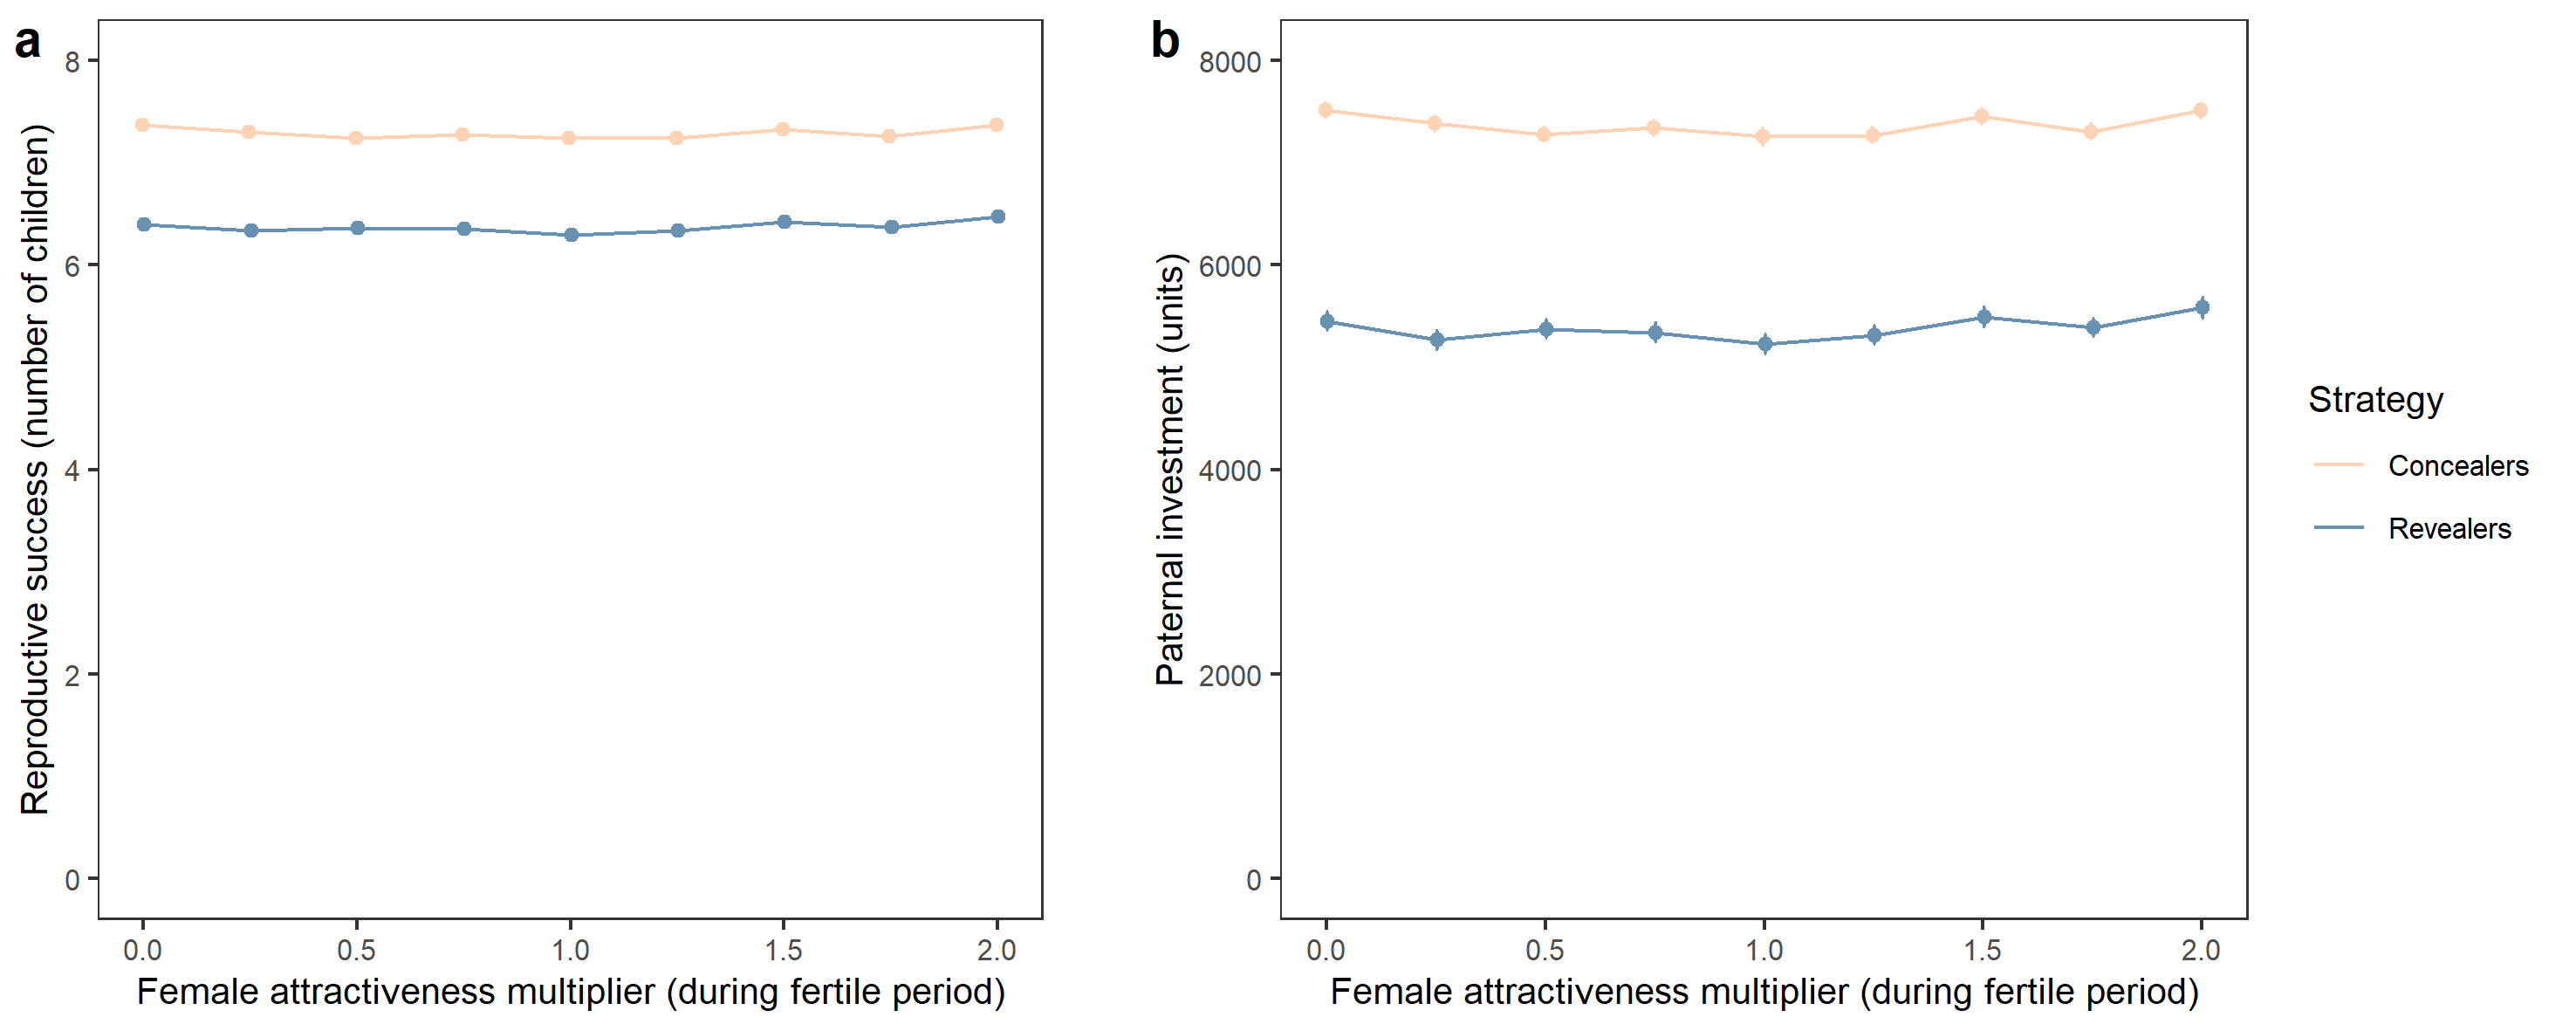 a
8
6
4
2
0
Reproductive success (number of children)
0.0 0.5 1.0 1.5 2.0
Female attractiveness multiplier (during fertile period)
b
8000
6000
4000
2000
0
Paternal investment (units)
0.0 0.5 1.0 1.5 2.0
Female attractiveness multiplier (during fertile period)
Strategy
Concealers
Revealers